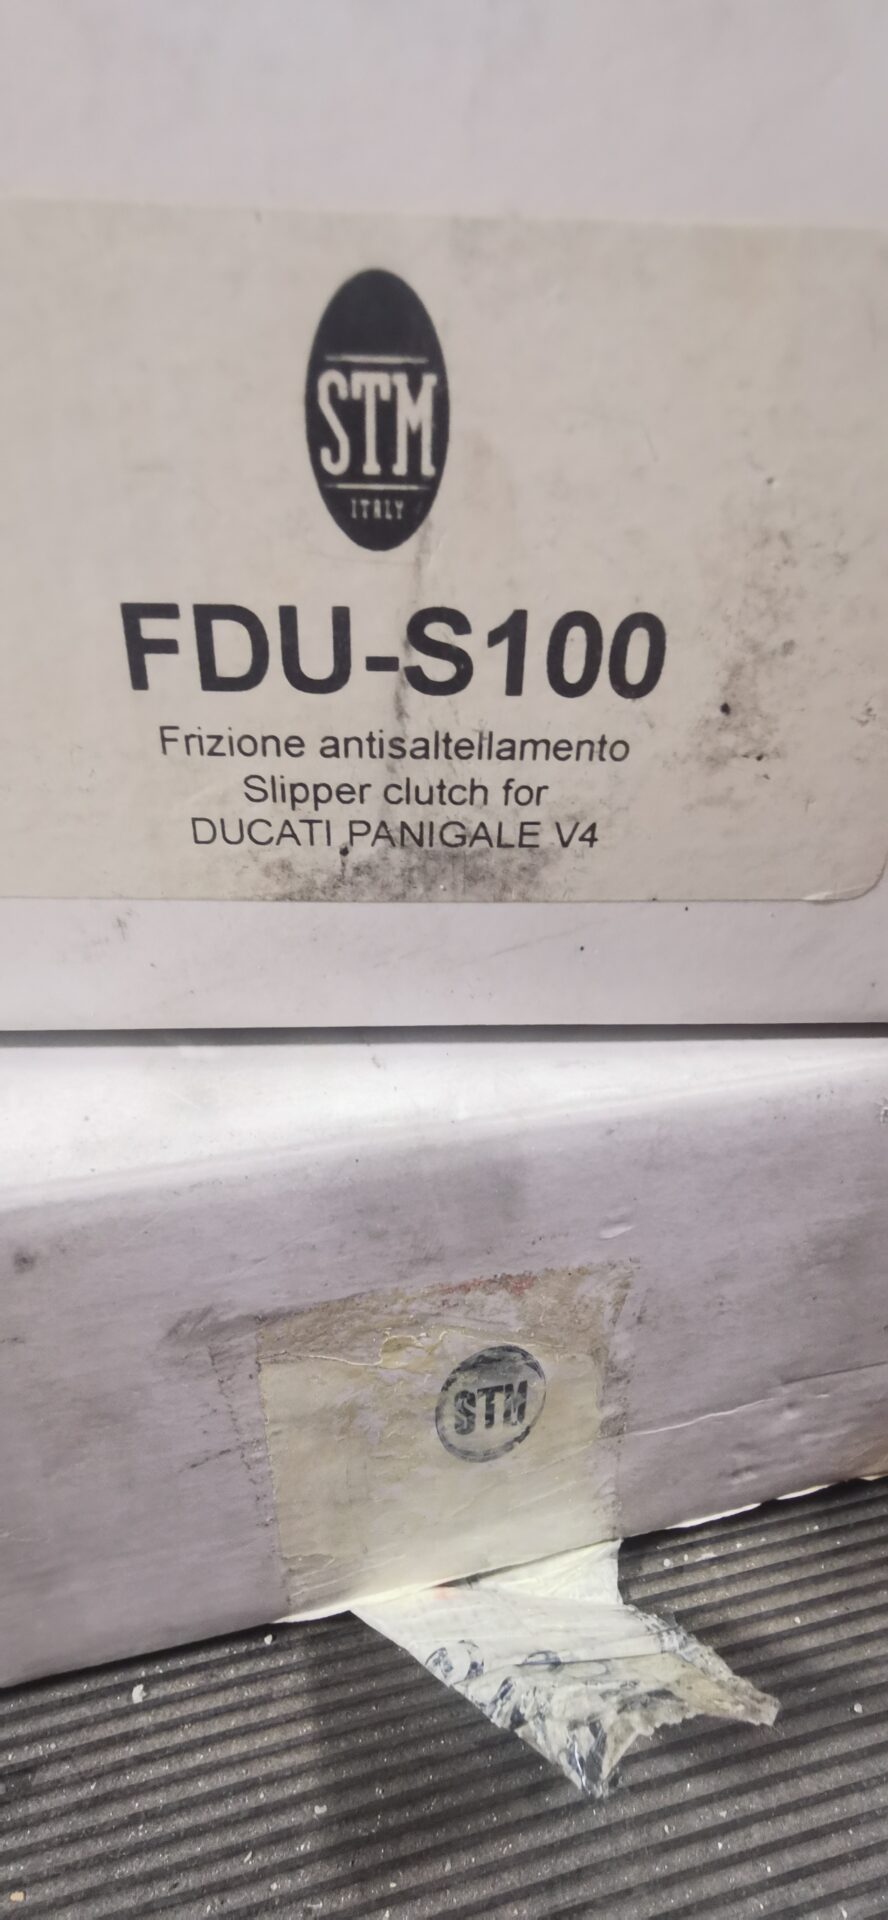 STM
ITALY
FDU-S100
Frizione antisaltellamento
Slipper clutch for
DUCATI PANIGALE V4
STM